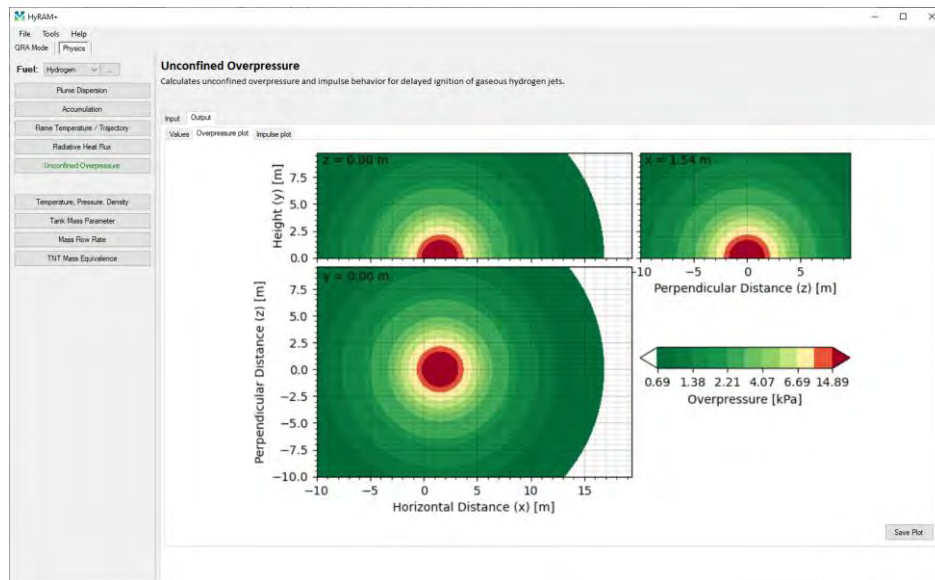 HyRAM+
File Tools Help
QRA Mode Physics
Fuel: Hydrogen ...
Plume Dispersion
Accumulation
Flame Temperature / Trajectory
Radiative Heat Flux
Unconfined Overpressure
Temperature, Pressure, Density
Tank Mass Parameter
Mass Flow Rate
TNT Mass Equivalence
Unconfined Overpressure
Calculates unconfined overpressure and impulse behavior for delayed ignition of gaseous hydrogen jets.
Input Output
Values Overpressure plot Impulse plot
z = 0.00 m
Height (y) [m]
7.5
5.0
2.5
0.0
x = 1.54 m
-10 -5 0 5
Perpendicular Distance (z) [m]
y = 0.00 m
Perpendicular Distance (z) [m]
7.5
5.0
2.5
0.0
−2.5
−5.0
−7.5
−10.0
−10 −5 0 5 10 15
Horizontal Distance (x) [m]
0.69 1.38 2.21 4.07 6.69 14.89
Overpressure [kPa]
Save Plot